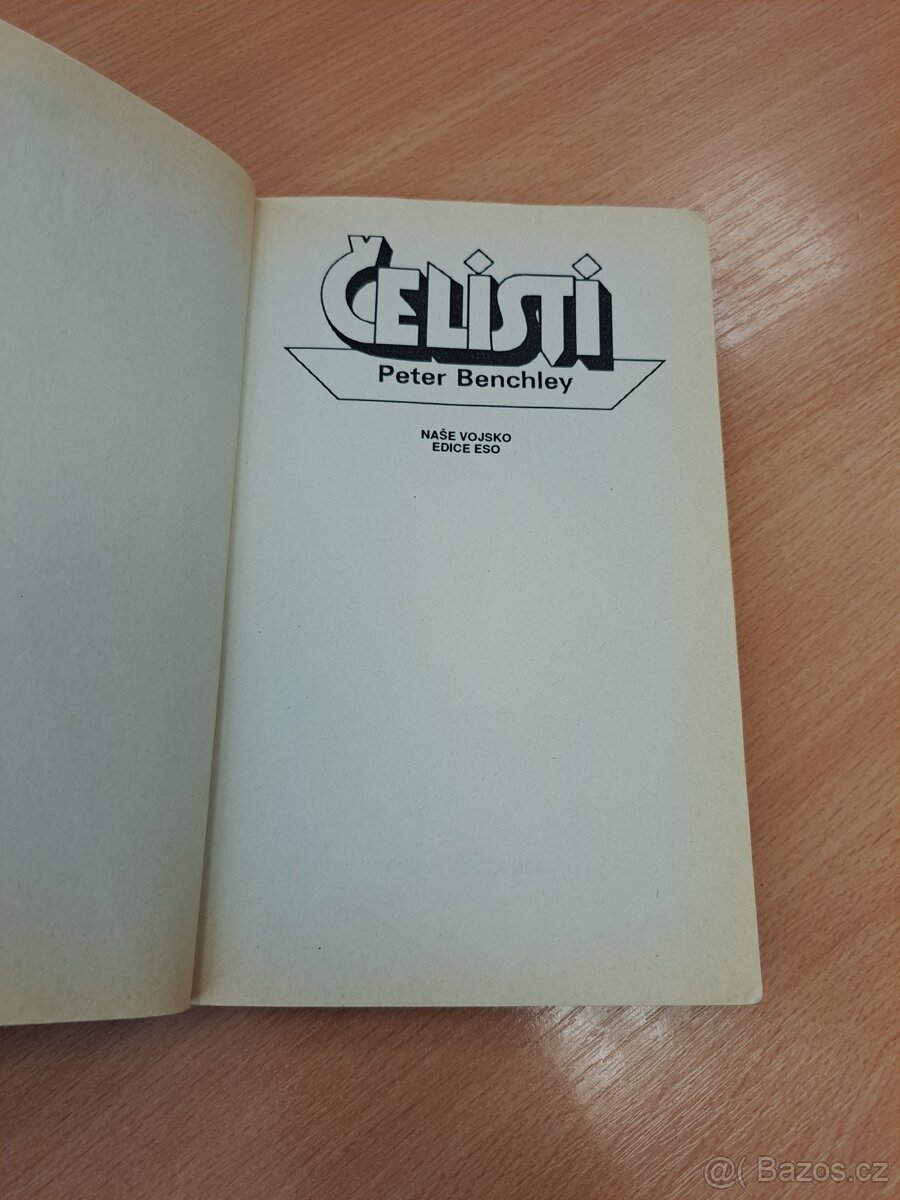 ČELISTI
Peter Benchley
NAŠE VOJSKO
EDICE ESO
@( Bazos.cz